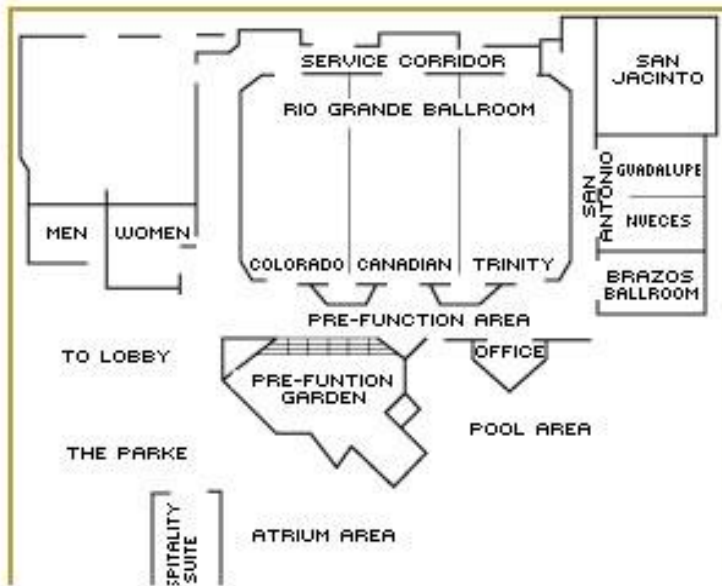 SERVICE CORRIDOR
SAN
JACINTO
RIO GRANDE BALLROOM
GUADALUPE
SAN
ANTONIO
NUECES
MEN
WOMEN
COLORADO
CANADIAN
TRINITY
BRAZOS
BALLROOM
PRE-FUNCTION AREA
TO LOBBY
OFFICE
PRE-FUNTION
GARDEN
POOL AREA
THE PARKE
ATRIUM AREA
SUITE